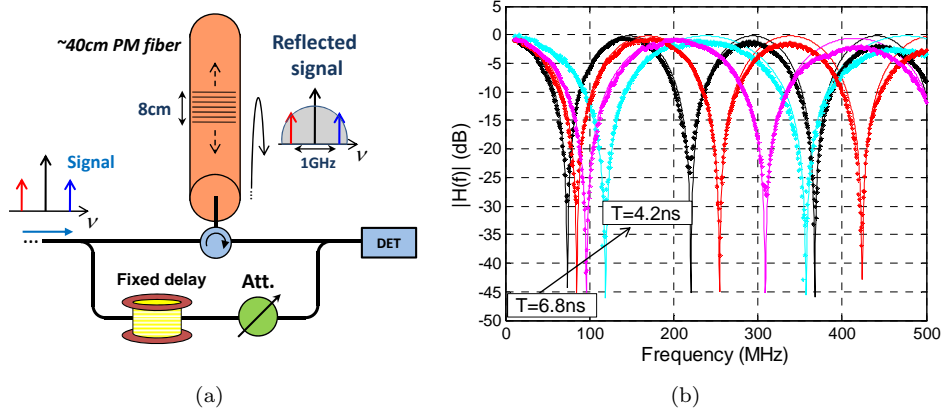 ~40cm PM fiber
Reflected
signal
8cm
ν
1GHz
Signal
ν
...
DET
Fixed delay
Att.
(a)
|H(f)| (dB)
0
-5
-10
-15
-20
-25
-30
-35
-40
-45
-50
T=4.2ns
T=6.8ns
0
100
200
300
400
500
Frequency (MHz)
(b)